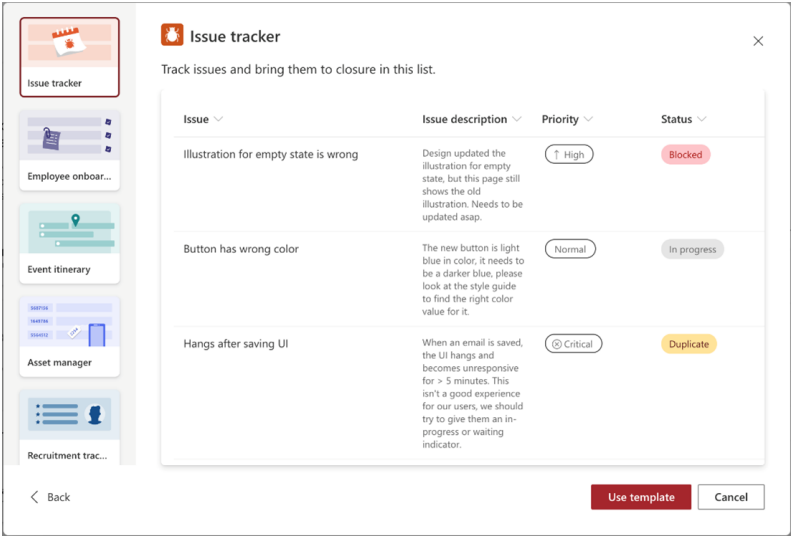 Issue tracker
Employee onboar...
Event itinerary
Asset manager
Recruitment trac...
Issue tracker
Track issues and bring them to closure in this list.
Issue
Issue description
Priority
Status
Illustration for empty state is wrong
Design updated the
illustration for empty
state, but this page still
shows the old
illustration. Needs to be
updated asap.
High
Blocked
Button has wrong color
The new button is light
blue in color, it needs to
be a darker blue, please
look at the style guide
to find the right color
value for it.
Normal
In progress
Hangs after saving UI
When an email is saved,
the UI hangs and
becomes unresponsive
for > 5 minutes. This
isn't a good experience
for our users, we should
try to give them an in-
progress or waiting
indicator.
Critical
Duplicate
Back
Use template
Cancel